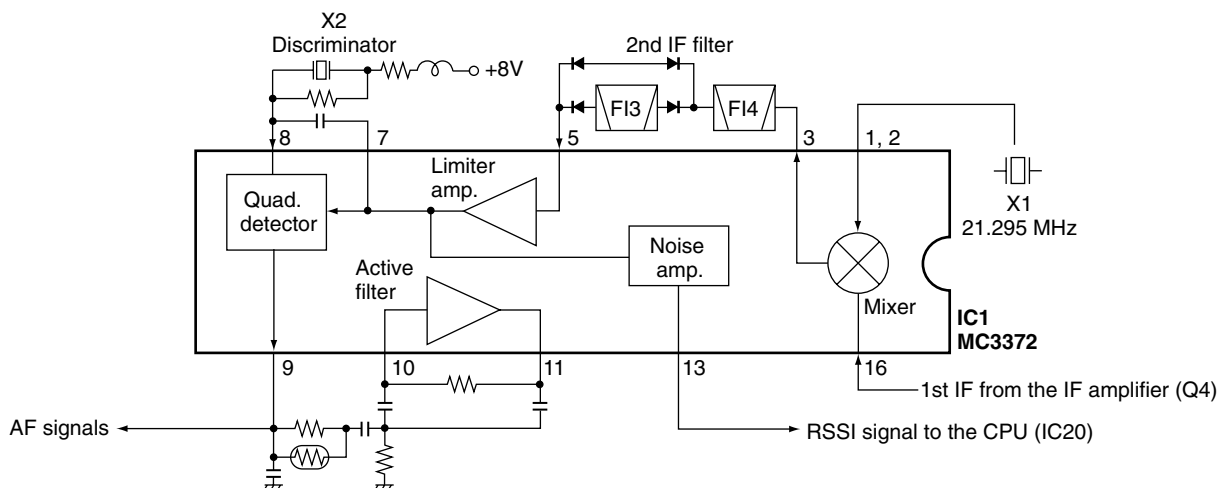 X2
Discriminator
+8V
2nd IF filter
FI3
FI4
8
7
5
3
1, 2
Quad.
detector
Limiter
amp.
X1
21.295 MHz
Noise
amp.
Active
filter
Mixer
IC1
MC3372
9
10
11
13
16
1st IF from the IF amplifier (Q4)
AF signals
RSSI signal to the CPU (IC20)